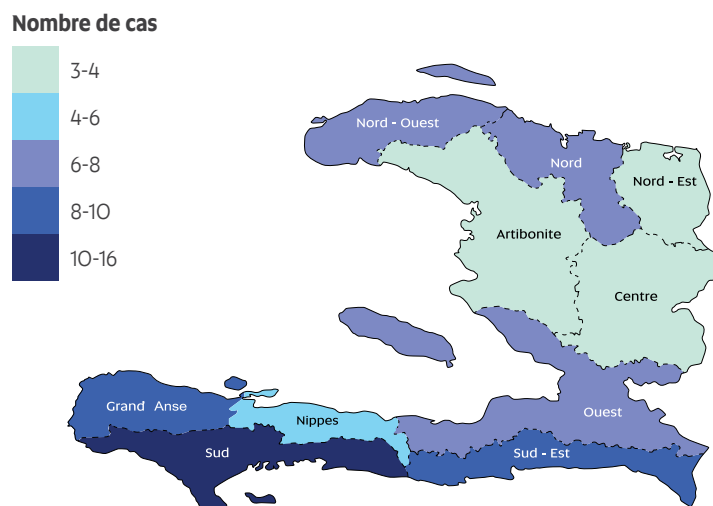 Nombre de cas
3-4
4-6
6-8
8-10
10-16
Nord - Ouest
Nord
Nord - Est
Artibonite
Centre
Grand Anse
Nippes
Ouest
Sud
Sud - Est